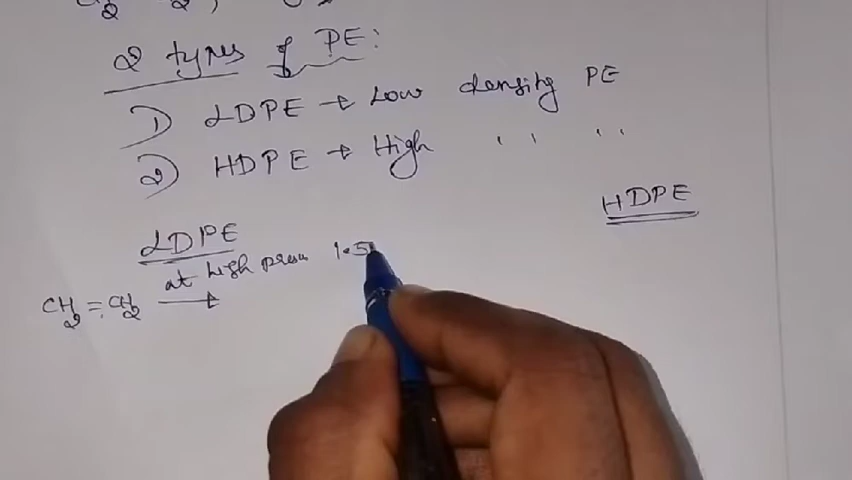 2 types of PE:
1) LDPE → Low density PE
2) HDPE → High " "
HDPE
LDPE
at high press 1.5
CH2 = CH2 →